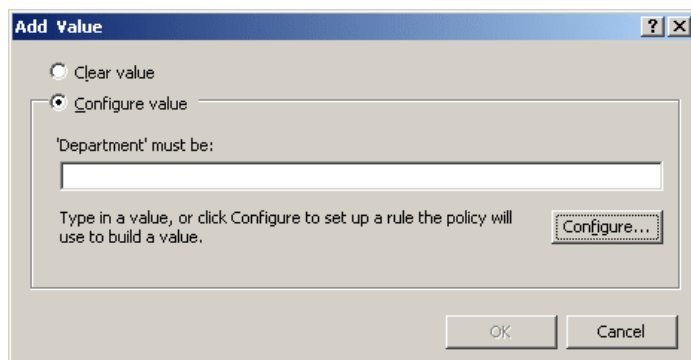 Add Value
Clear value
Configure value
'Department' must be:
Type in a value, or click Configure to set up a rule the policy will
use to build a value.
Configure...
OK
Cancel